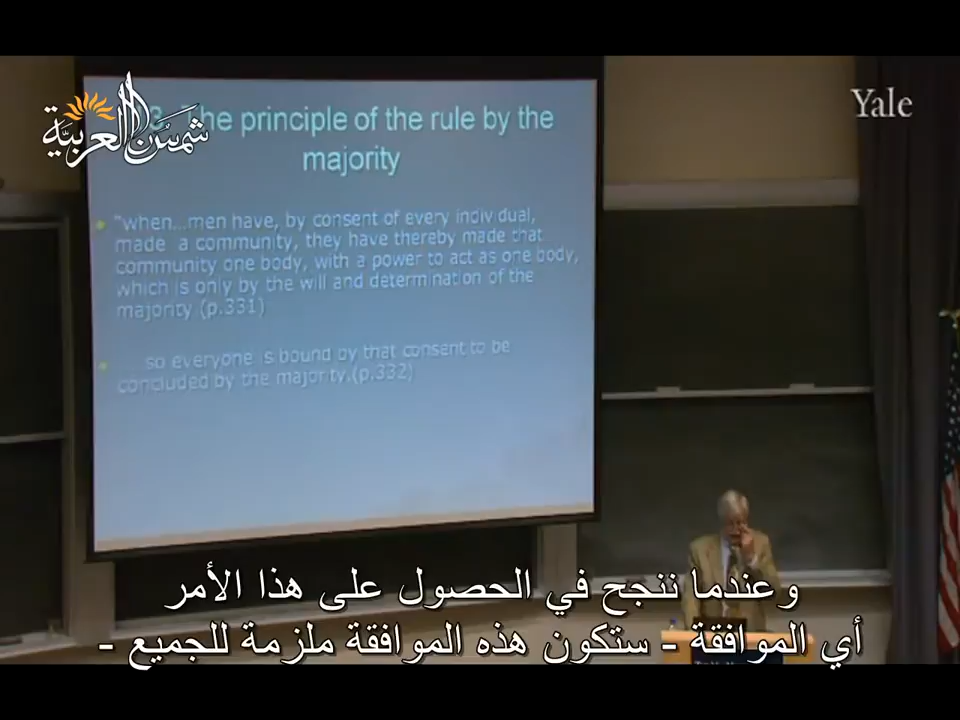 شمس العربية
Yale
he principle of the rule by the
majority
"when...men have, by consent of every individual,
made a community, they have thereby made that
community one body, with a power to act as one body,
which is only by the will and determination of the
majority (p.331)
so everyone is bound by that consent to be
concluded by the majority.(p.332)
وعندما ننجح في الحصول على هذا الأمر
أي الموافقة - ستكون هذه الموافقة ملزمة للجميع -